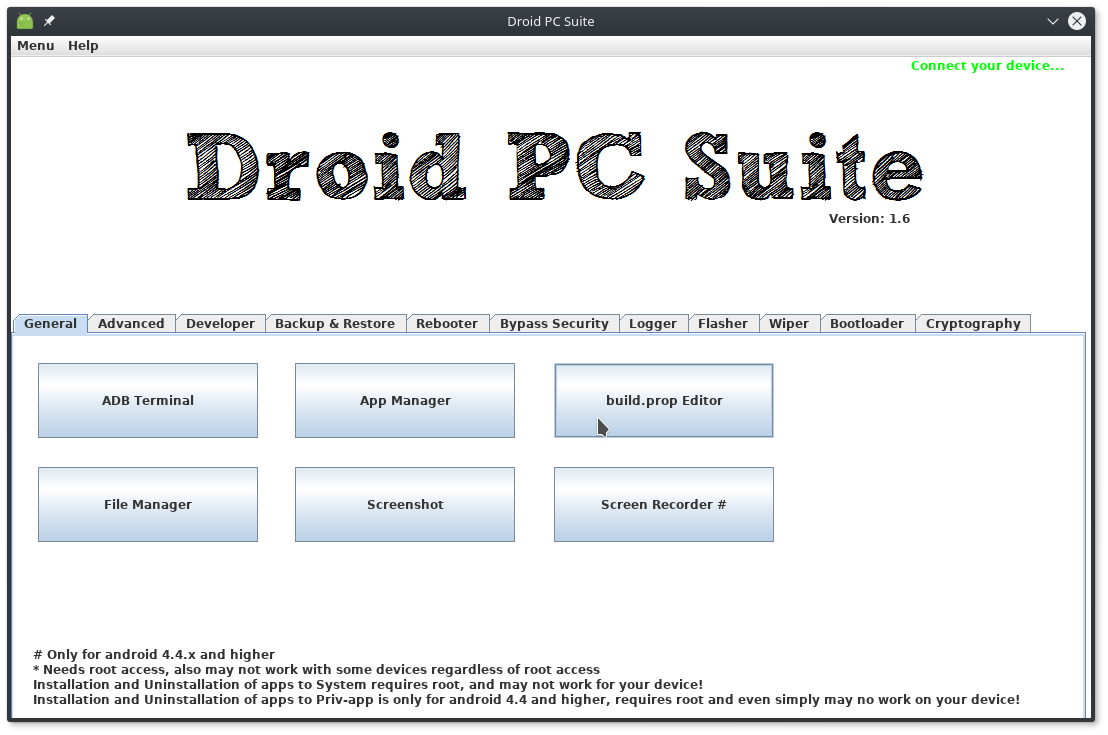 Droid PC Suite
Menu Help
Connect your device...
Droid PC Suite
Version: 1.6
General Advanced Developer Backup & Restore Rebooter Bypass Security Logger Flasher Wiper Bootloader Cryptography
ADB Terminal App Manager build.prop Editor
File Manager Screenshot Screen Recorder #
# Only for android 4.4.x and higher
* Needs root access, also may not work with some devices regardless of root access
Installation and Uninstallation of apps to System requires root, and may not work for your device!
Installation and Uninstallation of apps to Priv-app is only for android 4.4 and higher, requires root and even simply may no work on your device!